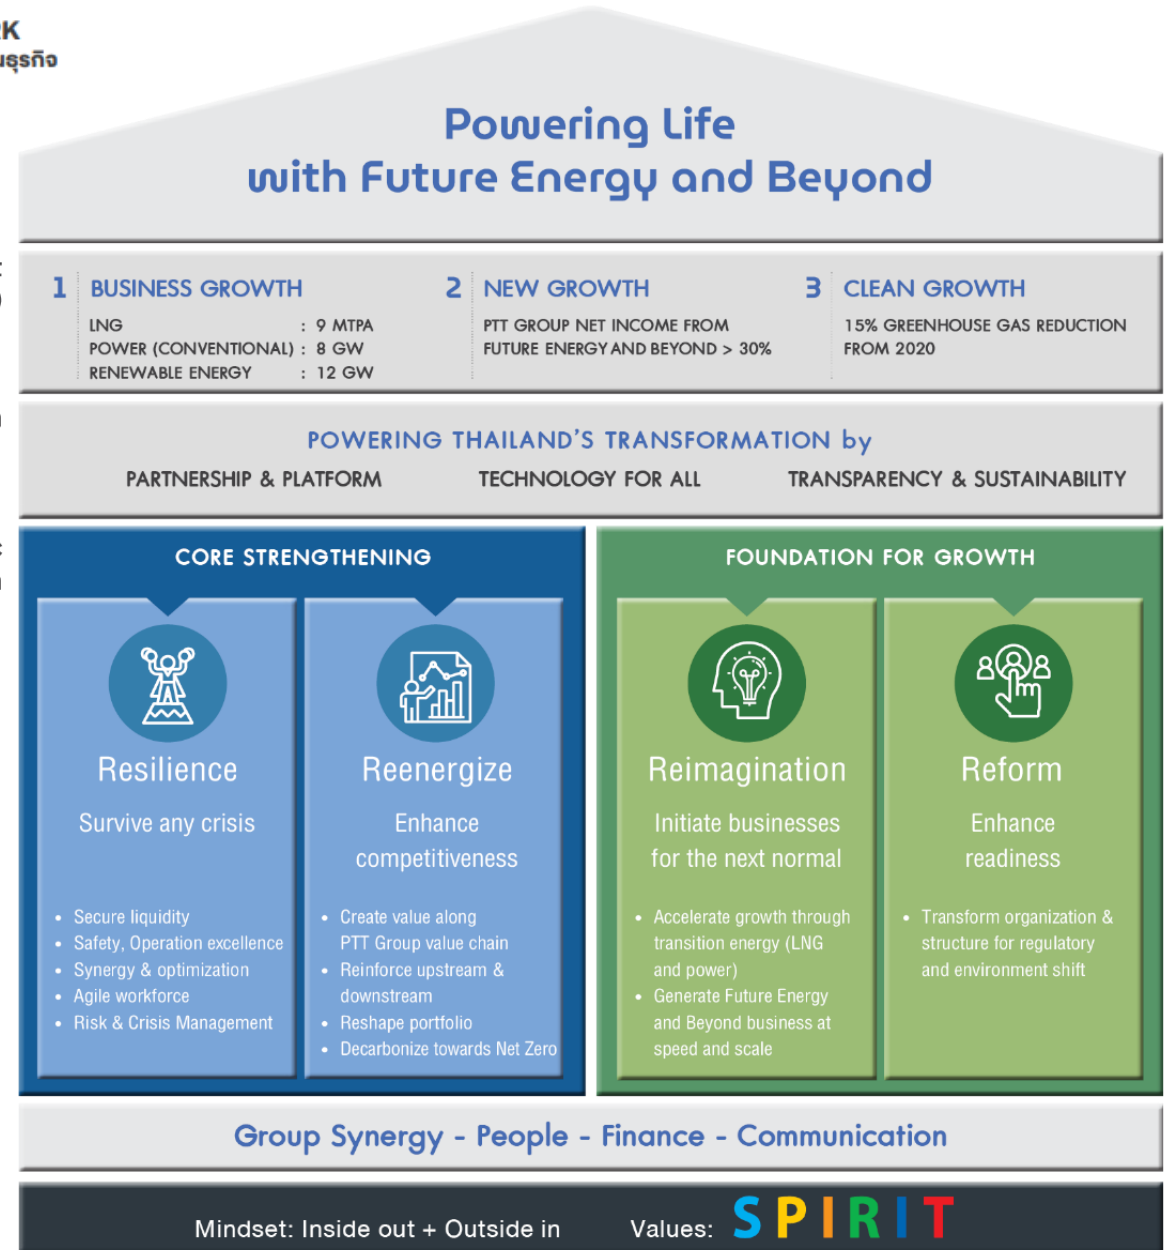 Powering Life
with Future Energy and Beyond
1 BUSINESS GROWTH
LNG : 9 MTPA
POWER (CONVENTIONAL) : 8 GW
RENEWABLE ENERGY : 12 GW
2 NEW GROWTH
PTT GROUP NET INCOME FROM
FUTURE ENERGY AND BEYOND > 30%
3 CLEAN GROWTH
15% GREENHOUSE GAS REDUCTION
FROM 2020
POWERING THAILAND'S TRANSFORMATION by
PARTNERSHIP & PLATFORM
TECHNOLOGY FOR ALL
TRANSPARENCY & SUSTAINABILITY
CORE STRENGTHENING
Resilience
Survive any crisis
• Secure liquidity
• Safety, Operation excellence
• Synergy & optimization
• Agile workforce
• Risk & Crisis Management
Reenergize
Enhance
competitiveness
• Create value along
PTT Group value chain
• Reinforce upstream &
downstream
• Reshape portfolio
• Decarbonize towards Net Zero
FOUNDATION FOR GROWTH
Reimagination
Initiate businesses
for the next normal
• Accelerate growth through
transition energy (LNG
and power)
• Generate Future Energy
and Beyond business at
speed and scale
Reform
Enhance
readiness
• Transform organization &
structure for regulatory
and environment shift
Group Synergy - People - Finance - Communication
Mindset: Inside out + Outside in Values: SPIRIT